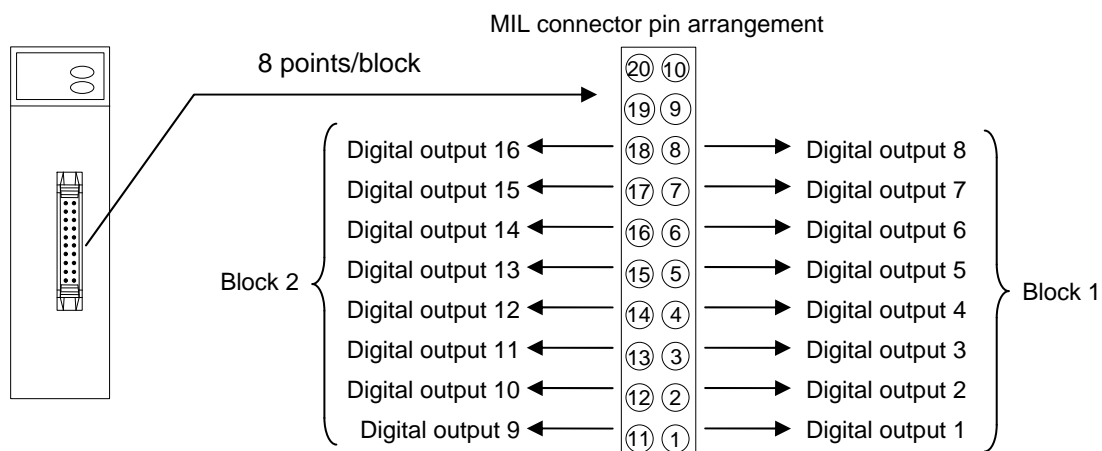 MIL connector pin arrangement
8 points/block
20 10
19 9
Digital output 16 18 8 Digital output 8
Digital output 15 17 7 Digital output 7
Digital output 14 16 6 Digital output 6
Digital output 13 15 5 Digital output 5
Block 2
Block 1
Digital output 12 14 4 Digital output 4
Digital output 11 13 3 Digital output 3
Digital output 10 12 2 Digital output 2
Digital output 9 11 1 Digital output 1